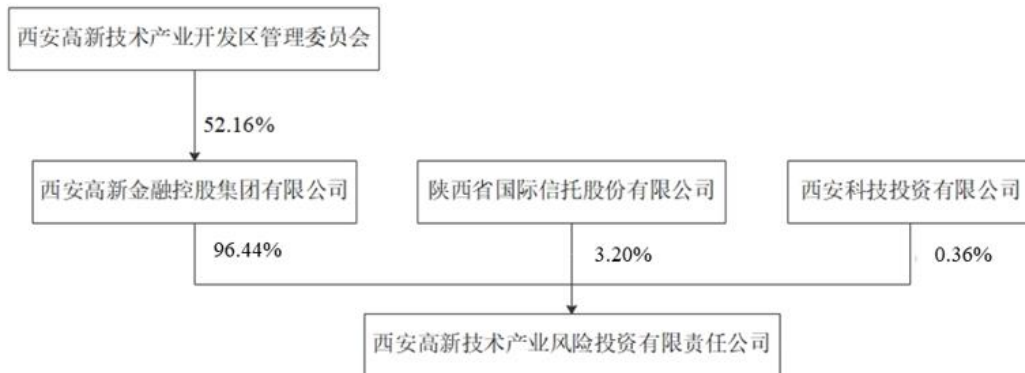 西安高新技术产业开发区管理委员会
52.16%
西安高新金融控股集团有限公司
陕西省国际信托股份有限公司
西安科技投资有限公司
96.44%
3.20%
0.36%
西安高新技术产业风险投资有限责任公司